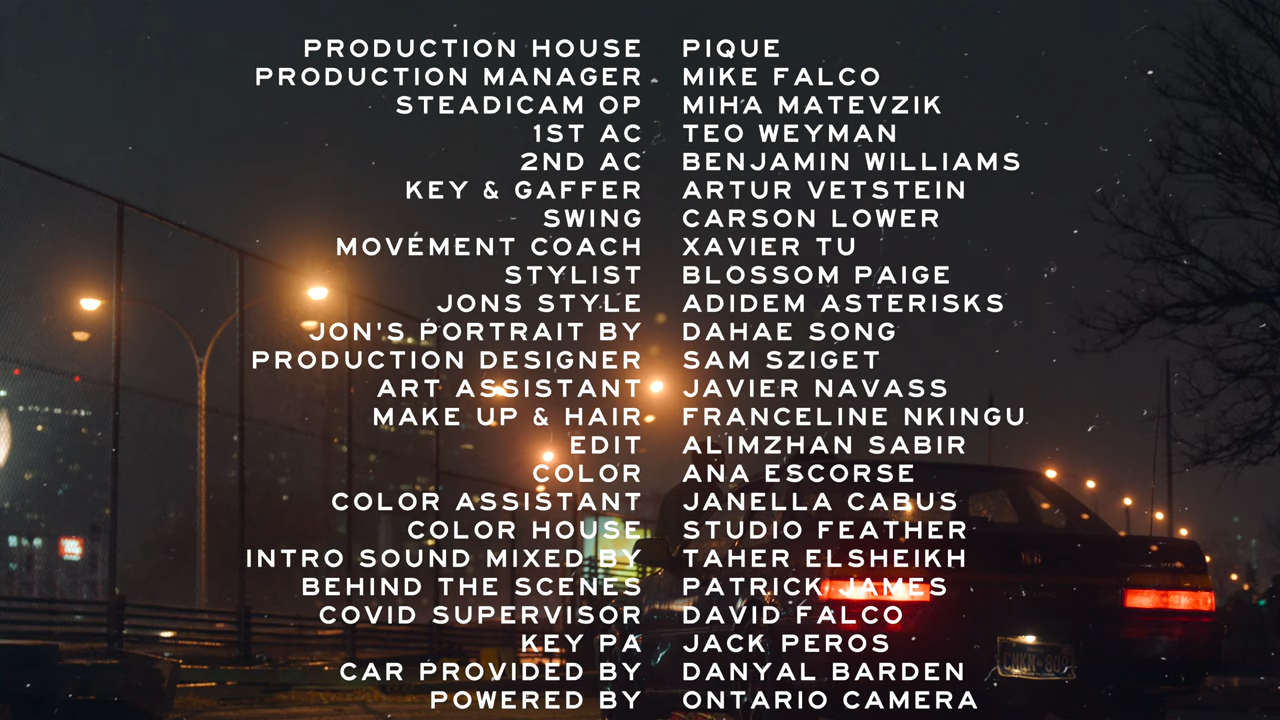 PRODUCTION HOUSE PIQUE
PRODUCTION MANAGER MIKE FALCO
STEADICAM OP MIHA MATEVZIK
1ST AC TEO WEYMAN
2ND AC BENJAMIN WILLIAMS
KEY & GAFFER ARTUR VETSTEIN
SWING CARSON LOWER
MOVEMENT COACH XAVIER TU
STYLIST BLOSSOM PAIGE
JONS STYLE ADIDEM ASTERISKS
JON'S PORTRAIT BY DAHAE SONG
PRODUCTION DESIGNER SAM SZIGET
ART ASSISTANT JAVIER NAVASS
MAKE UP & HAIR FRANCELINE NKINGU
EDIT ALIMZHAN SABIR
COLOR ANA ESCORSE
COLOR ASSISTANT JANELLA CABUS
COLOR HOUSE STUDIO FEATHER
INTRO SOUND MIXED BY TAHER ELSHEIKH
BEHIND THE SCENES PATRICK JAMES
COVID SUPERVISOR DAVID FALCO
KEY PA JACK PEROS
CAR PROVIDED BY DANYAL BARDEN
POWERED BY ONTARIO CAMERA